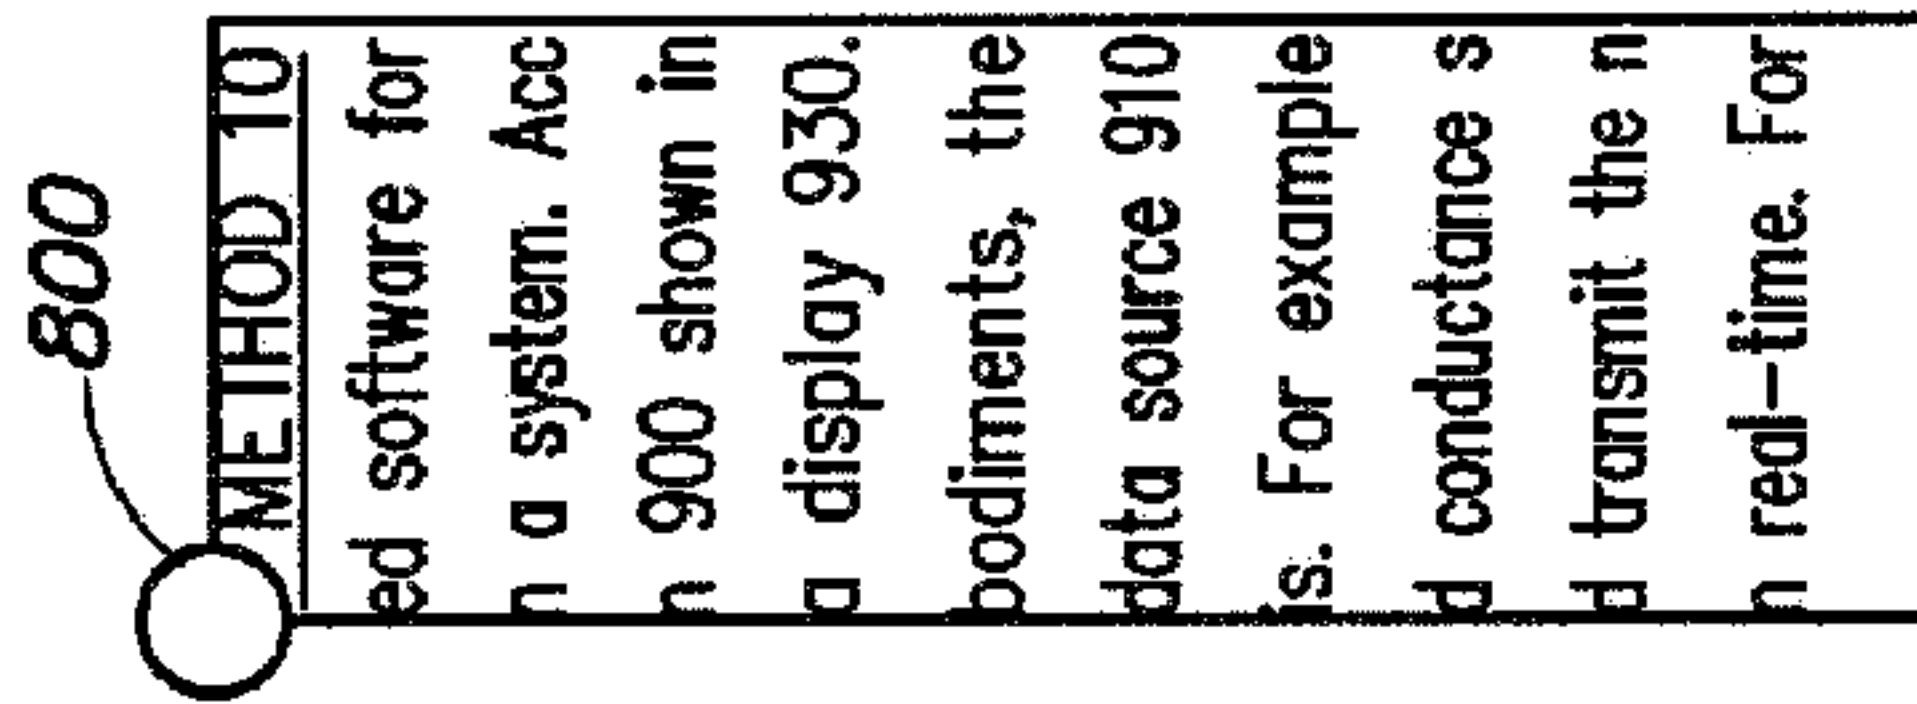 800
METHOD 10
ed software for
n a system. Acc
n 900 shown in
a display 930.
bodiments, the
data source 910
is. For example
d conductance s
d transmit the n
n real-time. For